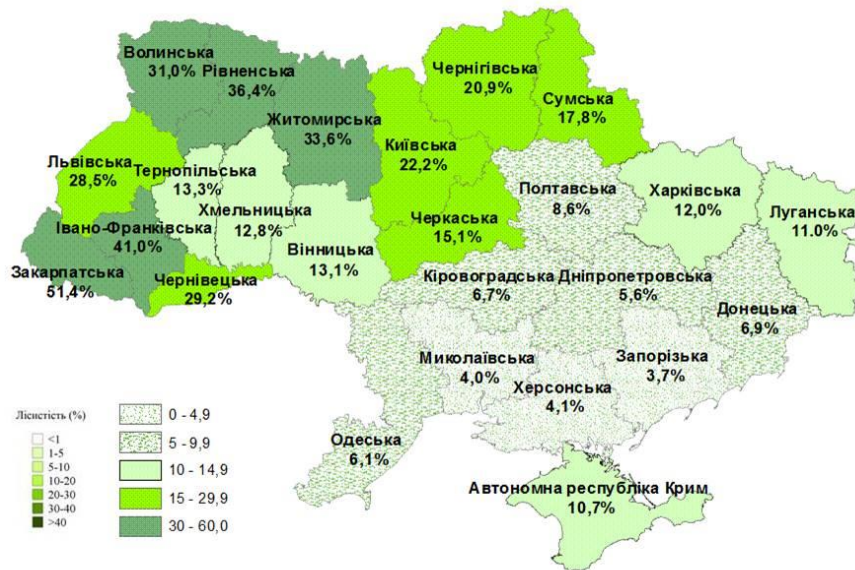 Волинська
31,0%
Рівненська
36,4%
Житомирська
33,6%
Чернігівська
20,9%
Сумська
17,8%
Київська
22,2%
Львівська
28,5%
Тернопільська
13,3%
Хмельницька
12,8%
Івано-Франківська
41,0%
Закарпатська
51,4%
Чернівецька
29,2%
Вінницька
13,1%
Черкаська
15,1%
Полтавська
8,6%
Харківська
12,0%
Луганська
11.0%
Кіровоградська
6,7%
Дніпропетровська
5,6%
Донецька
6,9%
Миколаївська
4,0%
Херсонська
4,1%
Запорізька
3,7%
Одеська
6,1%
Автономна республіка Крим
10,7%
Лісистість (%)
<1
1-5
5-10
10-20
20-30
30-40
>40
0 - 4,9
5 - 9,9
10 - 14,9
15 - 29,9
30 - 60,0